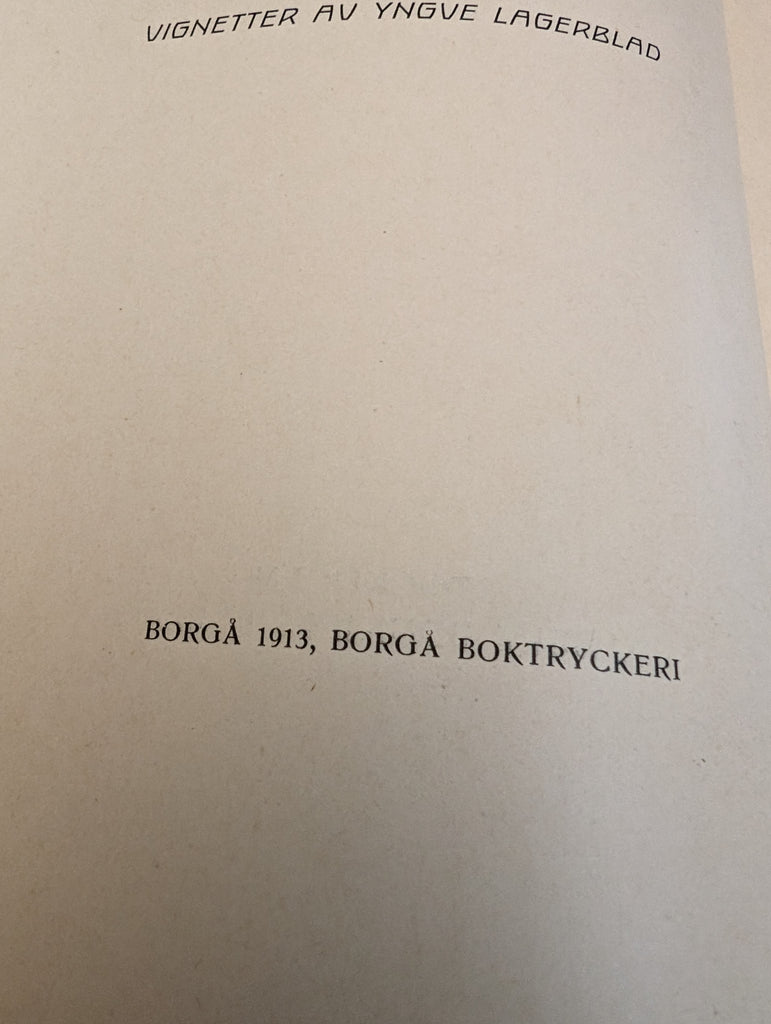 VIGNETTER AV YNGVE LAGERBLAD
BORGÅ 1913, BORGÅ BOKTRYCKERI